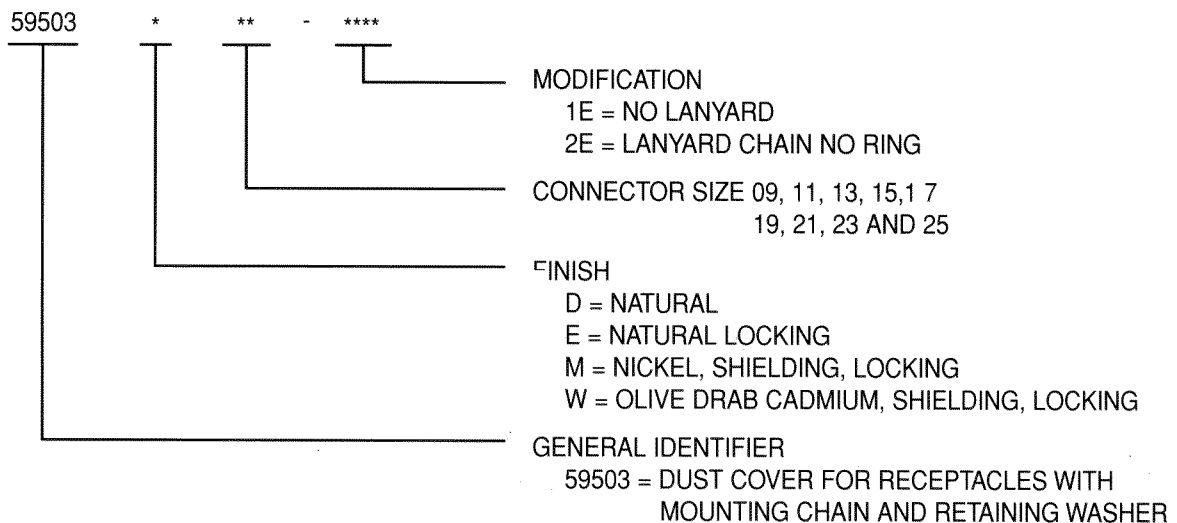 59503 * ** - ****
MODIFICATION
1E = NO LANYARD
2E = LANYARD CHAIN NO RING
CONNECTOR SIZE 09, 11, 13, 15,1 7
19, 21, 23 AND 25
FINISH
D = NATURAL
E = NATURAL LOCKING
M = NICKEL, SHIELDING, LOCKING
W = OLIVE DRAB CADMIUM, SHIELDING, LOCKING
GENERAL IDENTIFIER
59503 = DUST COVER FOR RECEPTACLES WITH
MOUNTING CHAIN AND RETAINING WASHER